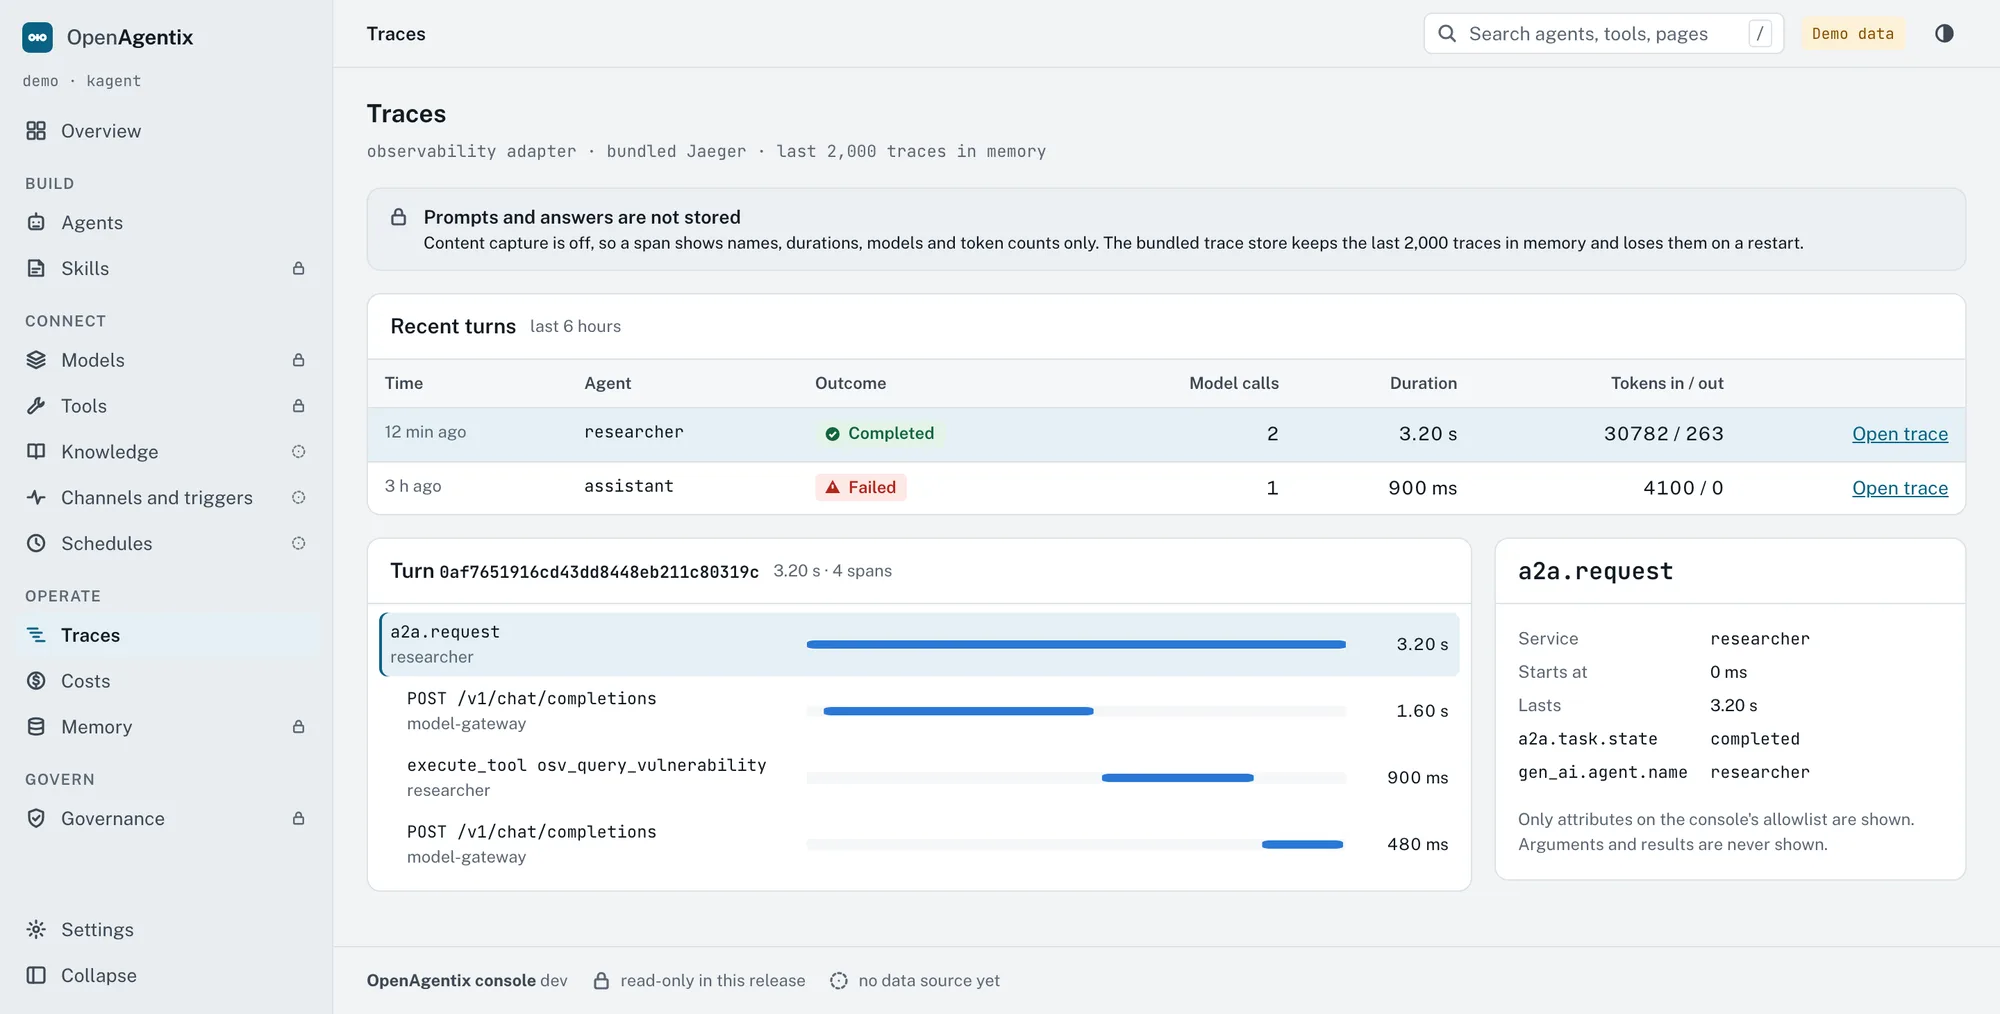 OpenAgentix
demo · kagent
Overview
BUILD
Agents
Skills
CONNECT
Models
Tools
Knowledge
Channels and triggers
Schedules
OPERATE
Traces
Costs
Memory
GOVERN
Governance
Settings
Collapse
Traces
Search agents, tools, pages /
Demo data
Traces
observability adapter · bundled Jaeger · last 2,000 traces in memory
Prompts and answers are not stored
Content capture is off, so a span shows names, durations, models and token counts only. The bundled trace store keeps the last 2,000 traces in memory and loses them on a restart.
Recent turns last 6 hours
Time Agent Outcome Model calls Duration Tokens in / out
12 min ago researcher Completed 2 3.20 s 30782 / 263 Open trace
3 h ago assistant Failed 1 900 ms 4100 / 0 Open trace
Turn 0af7651916cd43dd8448eb211c80319c 3.20 s · 4 spans
a2a.request 3.20 s
researcher
POST /v1/chat/completions 1.60 s
model-gateway
execute_tool osv_query_vulnerability 900 ms
researcher
POST /v1/chat/completions 480 ms
model-gateway
a2a.request
Service researcher
Starts at 0 ms
Lasts 3.20 s
a2a.task.state completed
gen_ai.agent.name researcher
Only attributes on the console's allowlist are shown.
Arguments and results are never shown.
OpenAgentix console dev read-only in this release no data source yet